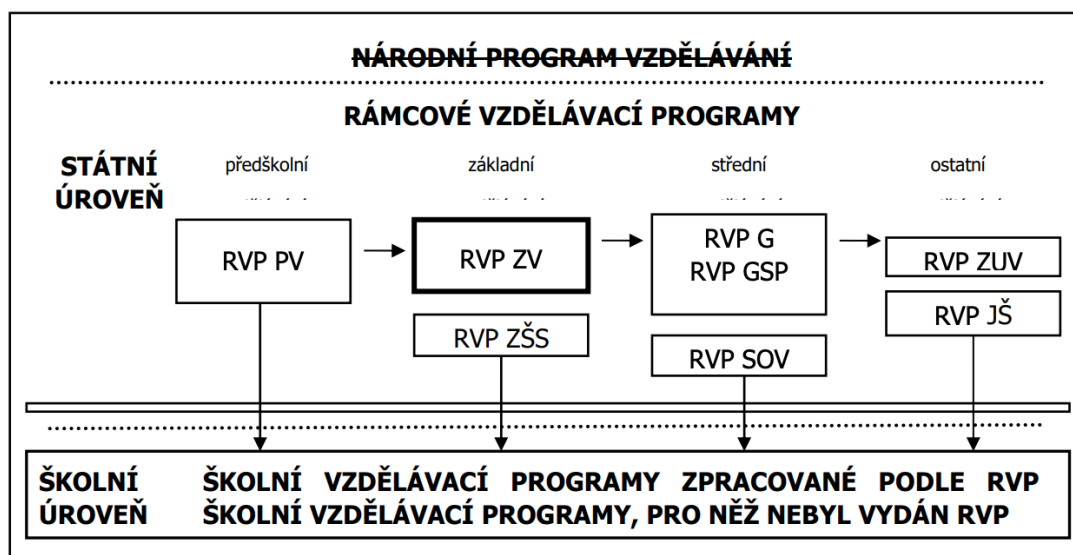 NÁRODNÍ PROGRAM VZDĚLÁVÁNÍ
RÁMCOVÉ VZDĚLÁVACÍ PROGRAMY
STÁTNÍ
ÚROVEŇ
předškolní
základní
střední
ostatní
RVP PV
RVP ZV
RVP G
RVP GSP
RVP ZUV
RVP JŠ
RVP ZŠS
RVP SOV
ŠKOLNÍ ŠKOLNÍ VZDĚLÁVACÍ PROGRAMY ZPRACOVANÉ PODLE RVP
ÚROVEŇ ŠKOLNÍ VZDĚLÁVACÍ PROGRAMY, PRO NĚŽ NEBYL VYDÁN RVP